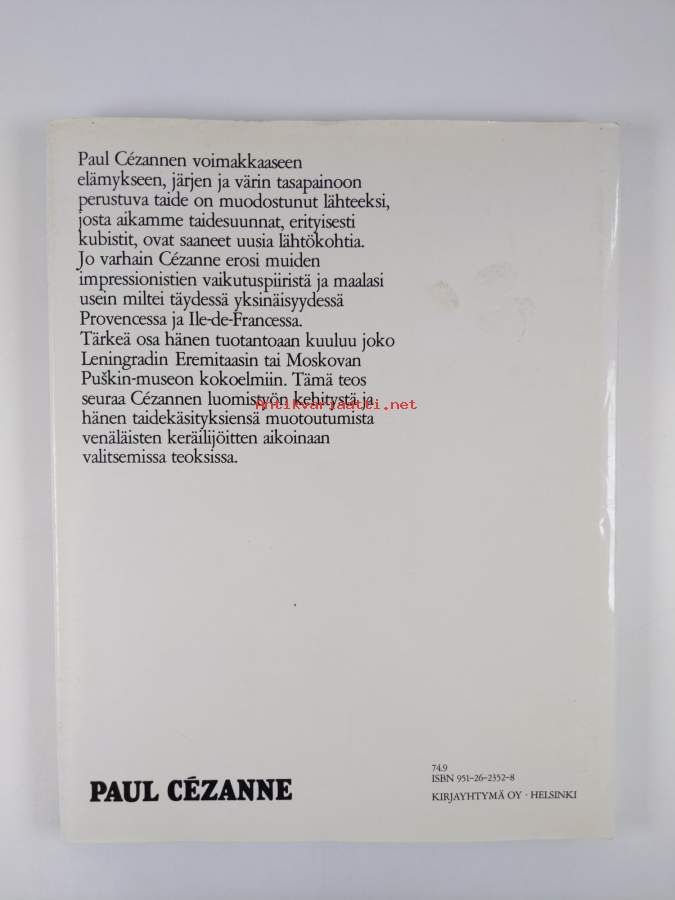 Paul Cézannen voimakkaaseen
elämykseen, järjen ja värin tasapainoon
perustuva taide on muodostunut lähteeksi,
josta aikamme taidesuunnat, erityisesti
kubistit, ovat saaneet uusia lähtökohtia.
Jo varhain Cézanne erosi muiden
impressionistien vaikutuspiiristä ja maalasi
usein miltei täydessä yksinäisyydessä
Provencessa ja Ile-de-Francessa.
Tärkeä osa hänen tuotantoaan kuuluu joko
Leningradin Eremitaasin tai Moskovan
Puškin-museon kokoelmiin. Tämä teos
seuraa Cézannen luomistyön kehitystä ja
Antikvariaatti.net
hänen taidekäsityksiensä muotoutumista
venäläisten keräilijöitten aikoinaan
valitsemissa teoksissa.
PAUL CÉZANNE
74.9
ISBN 951-26-2352-8
KIRJAYHTYMÄ OY · HELSINKI